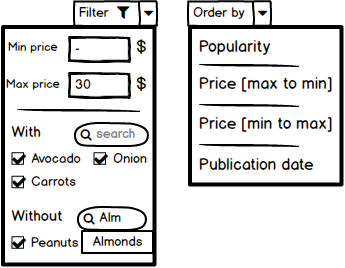 Filter
Min price - $
Max price 30 $
With search
Avocado Onion
Carrots
Without Alm
Peanuts Almonds
Order by
Popularity
Price [max to min]
Price [min to max]
Publication date